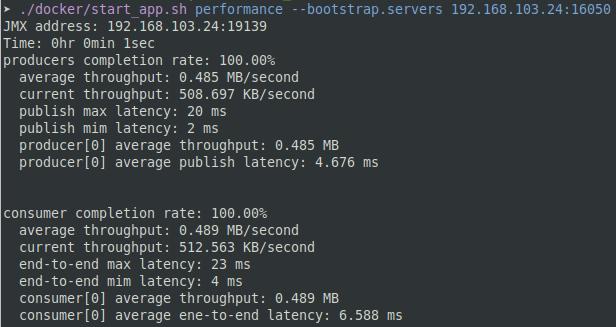 ➤ ./docker/start_app.sh performance --bootstrap.servers 192.168.103.24:16050
JMX address: 192.168.103.24:19139
Time: 0hr 0min 1sec
producers completion rate: 100.00%
average throughput: 0.485 MB/second
current throughput: 508.697 KB/second
publish max latency: 20 ms
publish mim latency: 2 ms
producer[0] average throughput: 0.485 MB
producer[0] average publish latency: 4.676 ms
consumer completion rate: 100.00%
average throughput: 0.489 MB/second
current throughput: 512.563 KB/second
end-to-end max latency: 23 ms
end-to-end mim latency: 4 ms
consumer[0] average throughput: 0.489 MB
consumer[0] average ene-to-end latency: 6.588 ms